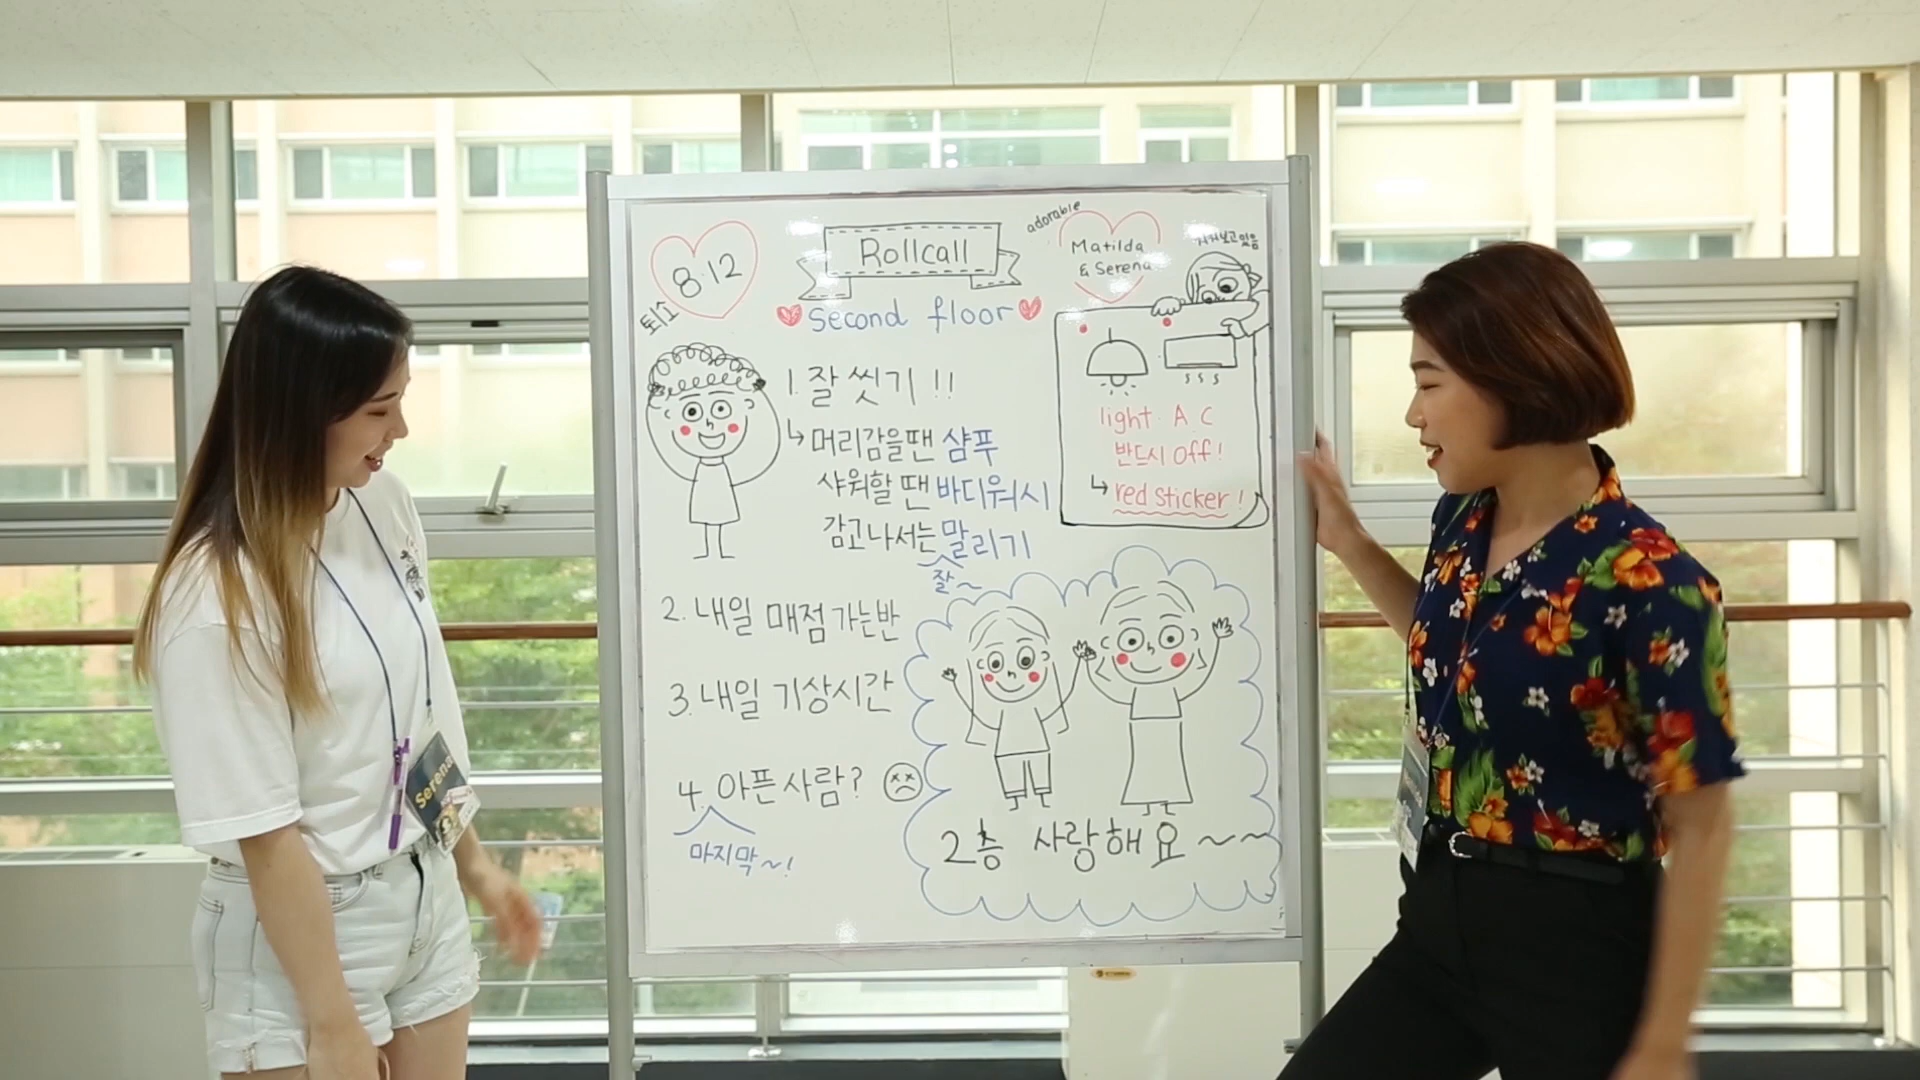 8.12
퇴소
Rollcall
Second floor
adorable
Matilda
& Serena
지켜보고있음
1. 잘 씻기 !!
↳ 머리감을땐 샴푸
샤워할 땐 바디워시
감고나서는 말리기
잘~
light A C
반드시 off!
↳ red sticker!
2. 내일 매점 가는반
3. 내일 기상시간
4. 아픈 사람?
마지막~!
2층 사랑해요~~
Serena